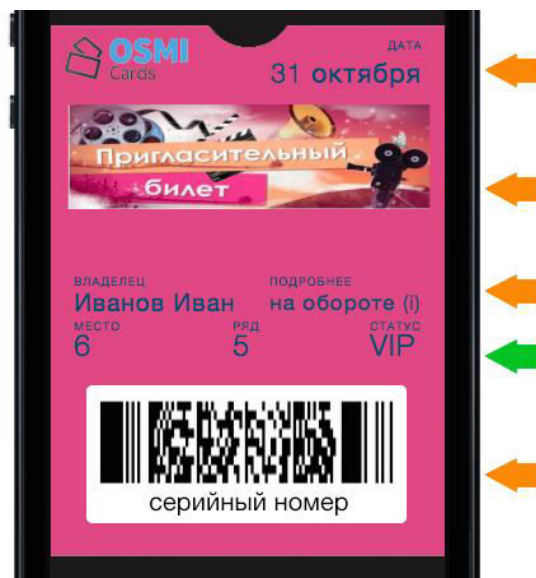 OSMI
Cards
ДАТА
31 октября
Пригласительный
билет
ВЛАДЕЛЕЦ ПОДРОБНЕЕ
Иванов Иван на обороте (i)
МЕСТО РЯД СТАТУС
6 5 VIP
серийный номер